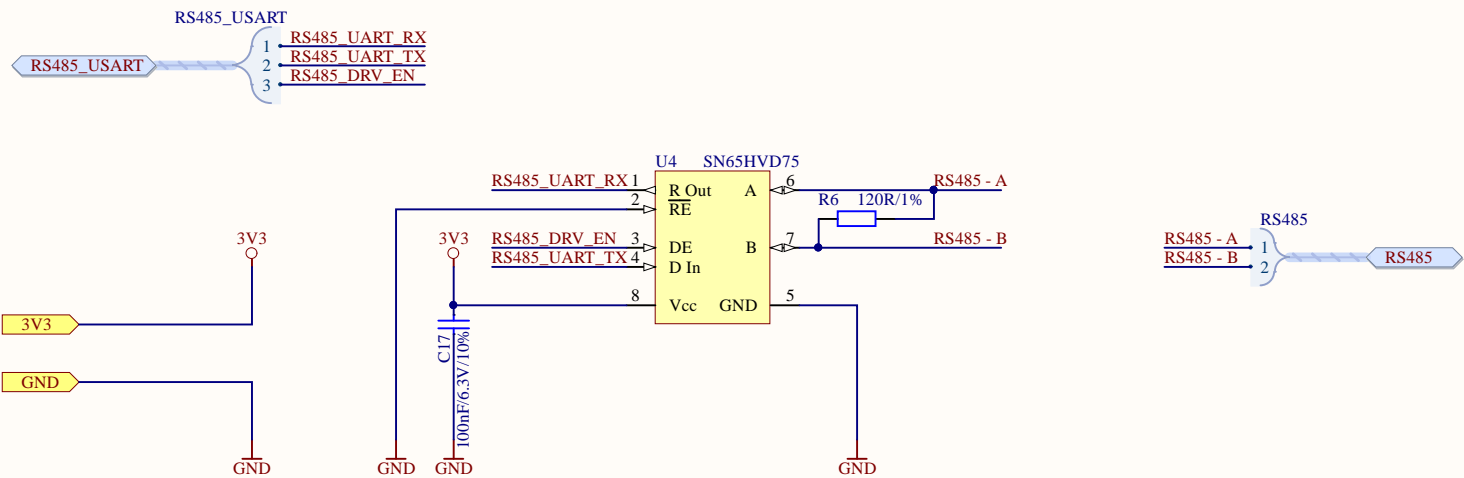 RS485_USART
RS485_USART
1 RS485_UART_RX
2 RS485_UART_TX
3 RS485_DRV_EN
U4 SN65HVD75
RS485_UART_RX 1 R Out A 6 RS485 - A
2 RE
R6 120R/1%
RS485_DRV_EN 3 DE B 7 RS485 - B
RS485_UART_TX 4 D In
8 Vcc GND 5
3V3
3V3
3V3
GND
C17
100nF/6.3V/10%
GND
GND
GND
GND
RS485
RS485 - A 1
RS485 - B 2
RS485